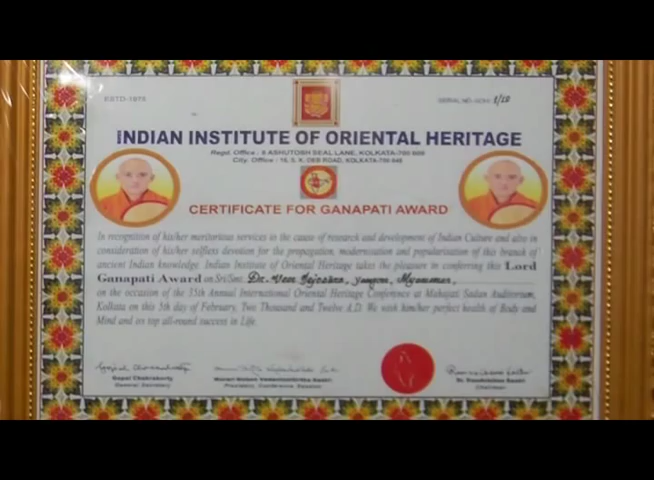 ESTD-1975
SERIAL NO-IIOH/ 1/12
INDIAN INSTITUTE OF ORIENTAL HERITAGE
Regd. Office : 8 ASHUTOSH SEAL LANE, KOLKATA-700 009
City. Office : 16, S. K. DEB ROAD, KOLKATA-700 048
CERTIFICATE FOR GANAPATI AWARD
In recognition of his/her meritorious services to the cause of research and development of Indian Culture and also in
consideration of his/her selfless devotion for the propagation, modernisation and popularisation of this branch of
ancient Indian knowledge. Indian Institute of Oriental Heritage takes the pleasure in conferring this Lord
Ganapati Award on Sri/Smt. Dr. Myanmar,
on the occasion of the 35th Annual International Oriental Heritage Conference at Mahajati Sadan Auditorium,
Kolkata on this 5th day of February, Two Thousand and Twelve A.D. We wish him/her perfect health of Body and
Mind and its top all-round success in Life.
Gopal Chakraborty
General Secretary
President, Conference Session
Chairman